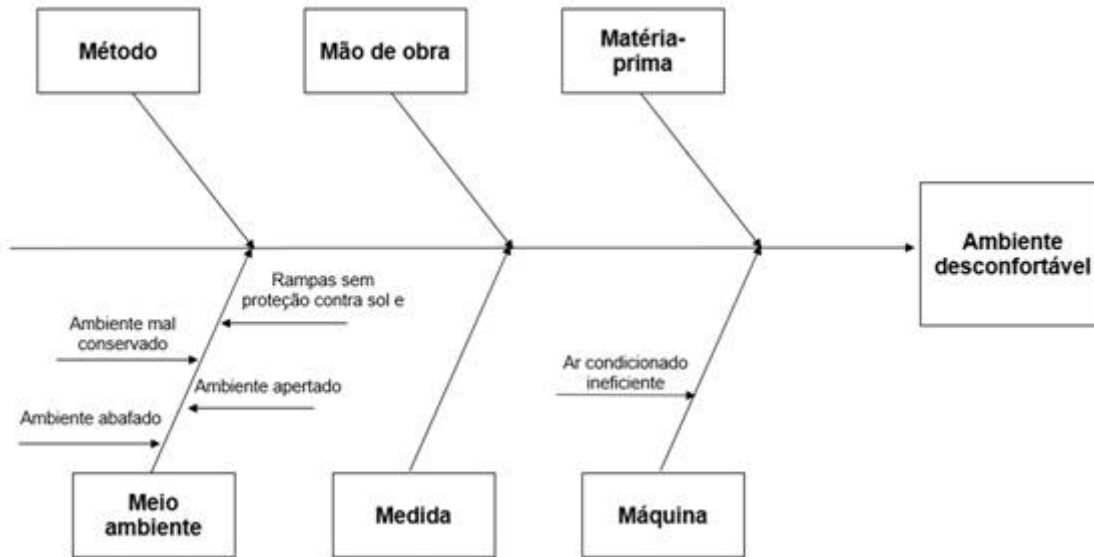 Método
Mão de obra
Matéria-
prima
Ambiente
desconfortável
Rampas sem
proteção contra sol e
Ambiente mal
conservado
Ambiente apertado
Ambiente abafado
Ar condicionado
ineficiente
Meio
ambiente
Medida
Máquina